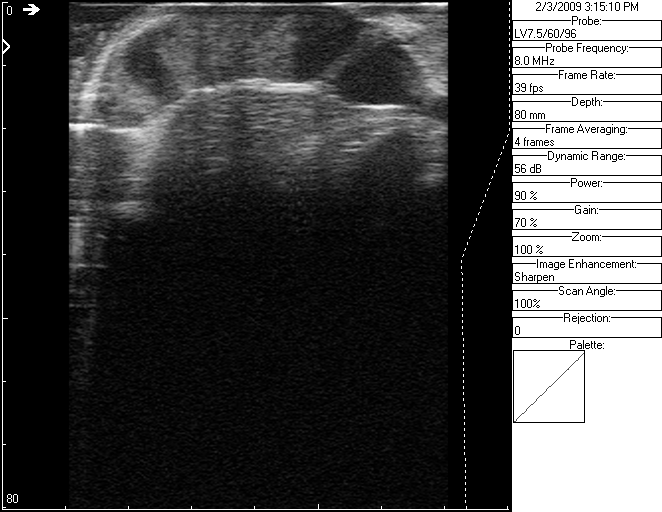 0
80
2/3/2009 3:15:10 PM
Probe:
LV7.5/60/96
Probe Frequency:
8.0 MHz
Frame Rate:
39 fps
Depth:
80 mm
Frame Averaging:
4 frames
Dynamic Range:
56 dB
Power:
90 %
Gain:
70 %
Zoom:
100 %
Image Enhancement:
Sharpen
Scan Angle:
100%
Rejection:
0
Palette: